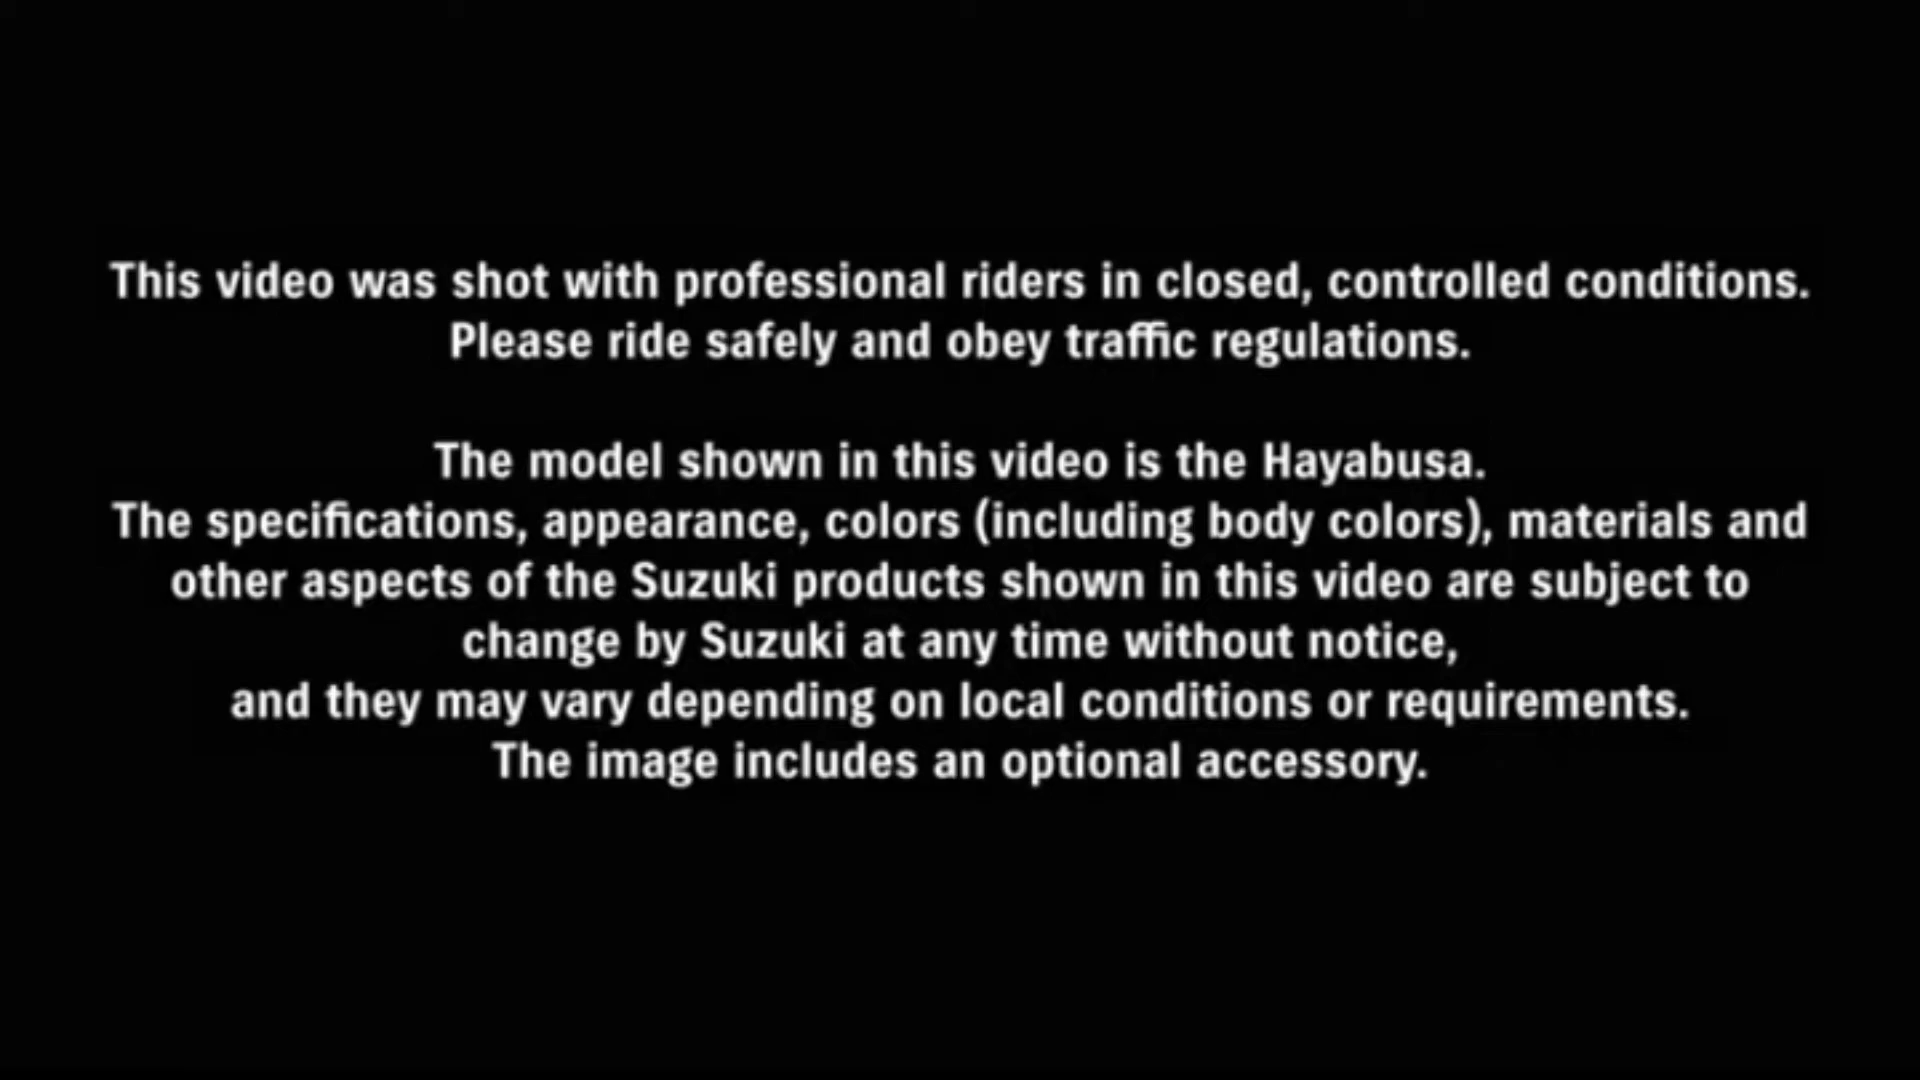 This video was shot with professional riders in closed, controlled conditions.
Please ride safely and obey traffic regulations.
The model shown in this video is the Hayabusa.
The specifications, appearance, colors (including body colors), materials and
other aspects of the Suzuki products shown in this video are subject to
change by Suzuki at any time without notice,
and they may vary depending on local conditions or requirements.
The image includes an optional accessory.